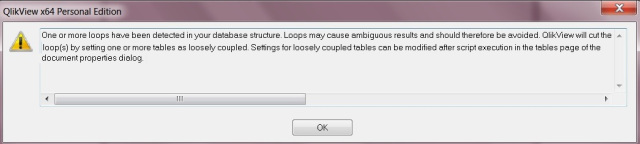 QlikView x64 Personal Edition
One or more loops have been detected in your database structure. Loops may cause ambiguous results and should therefore be avoided. QlikView will cut the
loop(s) by setting one or more tables as loosely coupled. Settings for loosely coupled tables can be modified after script execution in the tables page of the
document properties dialog.
OK